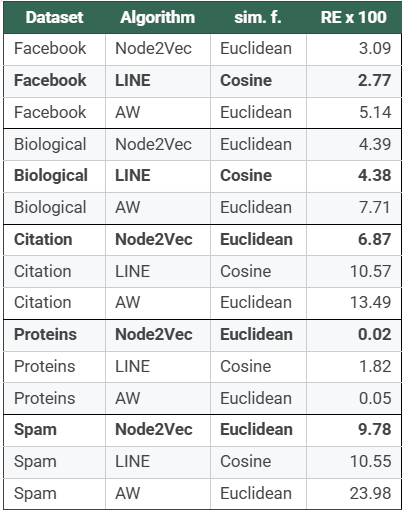 Dataset Algorithm sim. f. RE x 100
Facebook Node2Vec Euclidean 3.09
Facebook LINE Cosine 2.77
Facebook AW Euclidean 5.14
Biological Node2Vec Euclidean 4.39
Biological LINE Cosine 4.38
Biological AW Euclidean 7.71
Citation Node2Vec Euclidean 6.87
Citation LINE Cosine 10.57
Citation AW Euclidean 13.49
Proteins Node2Vec Euclidean 0.02
Proteins LINE Cosine 1.82
Proteins AW Euclidean 0.05
Spam Node2Vec Euclidean 9.78
Spam LINE Cosine 10.55
Spam AW Euclidean 23.98